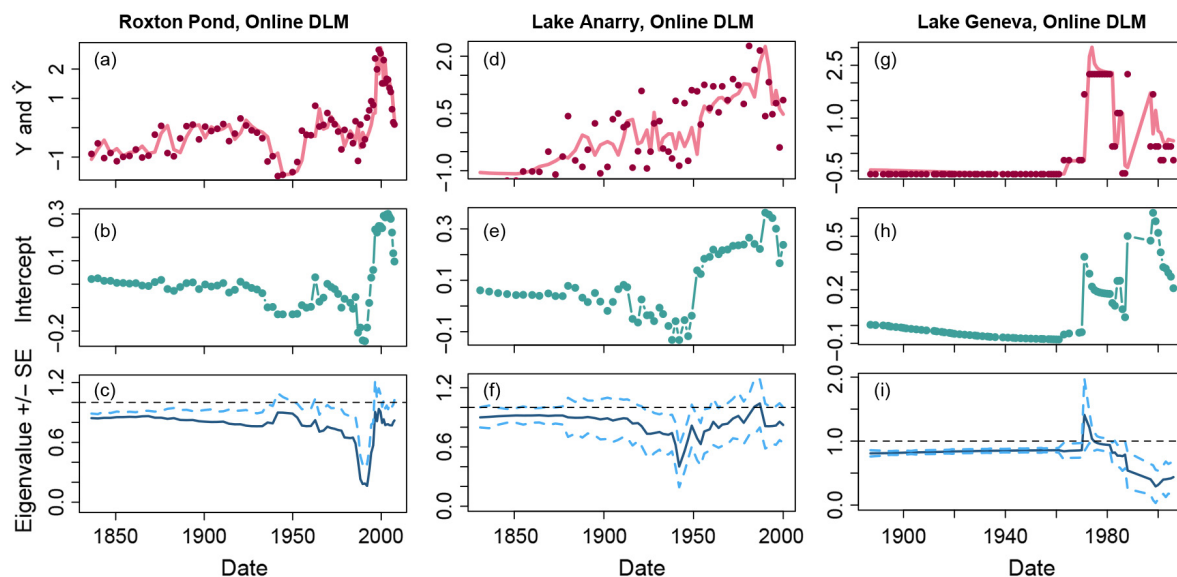 Roxton Pond, Online DLM
Lake Anarry, Online DLM
Lake Geneva, Online DLM
Y and Ŷ
(a)
2
1
−1
(d)
2.0
0.5
−1.0
(g)
2.5
1.0
−0.5
Intercept
(b)
0.3
0.1
−0.2
(e)
0.3
0.1
−0.1
(h)
0.5
0.2
−0.1
Eigenvalue +/− SE
(c)
1.2
0.6
0.0
(f)
1.2
0.6
0.0
(i)
2.0
1.0
0.0
1850 1900 1950 2000
1850 1900 1950 2000
1900 1940 1980
Date
Date
Date